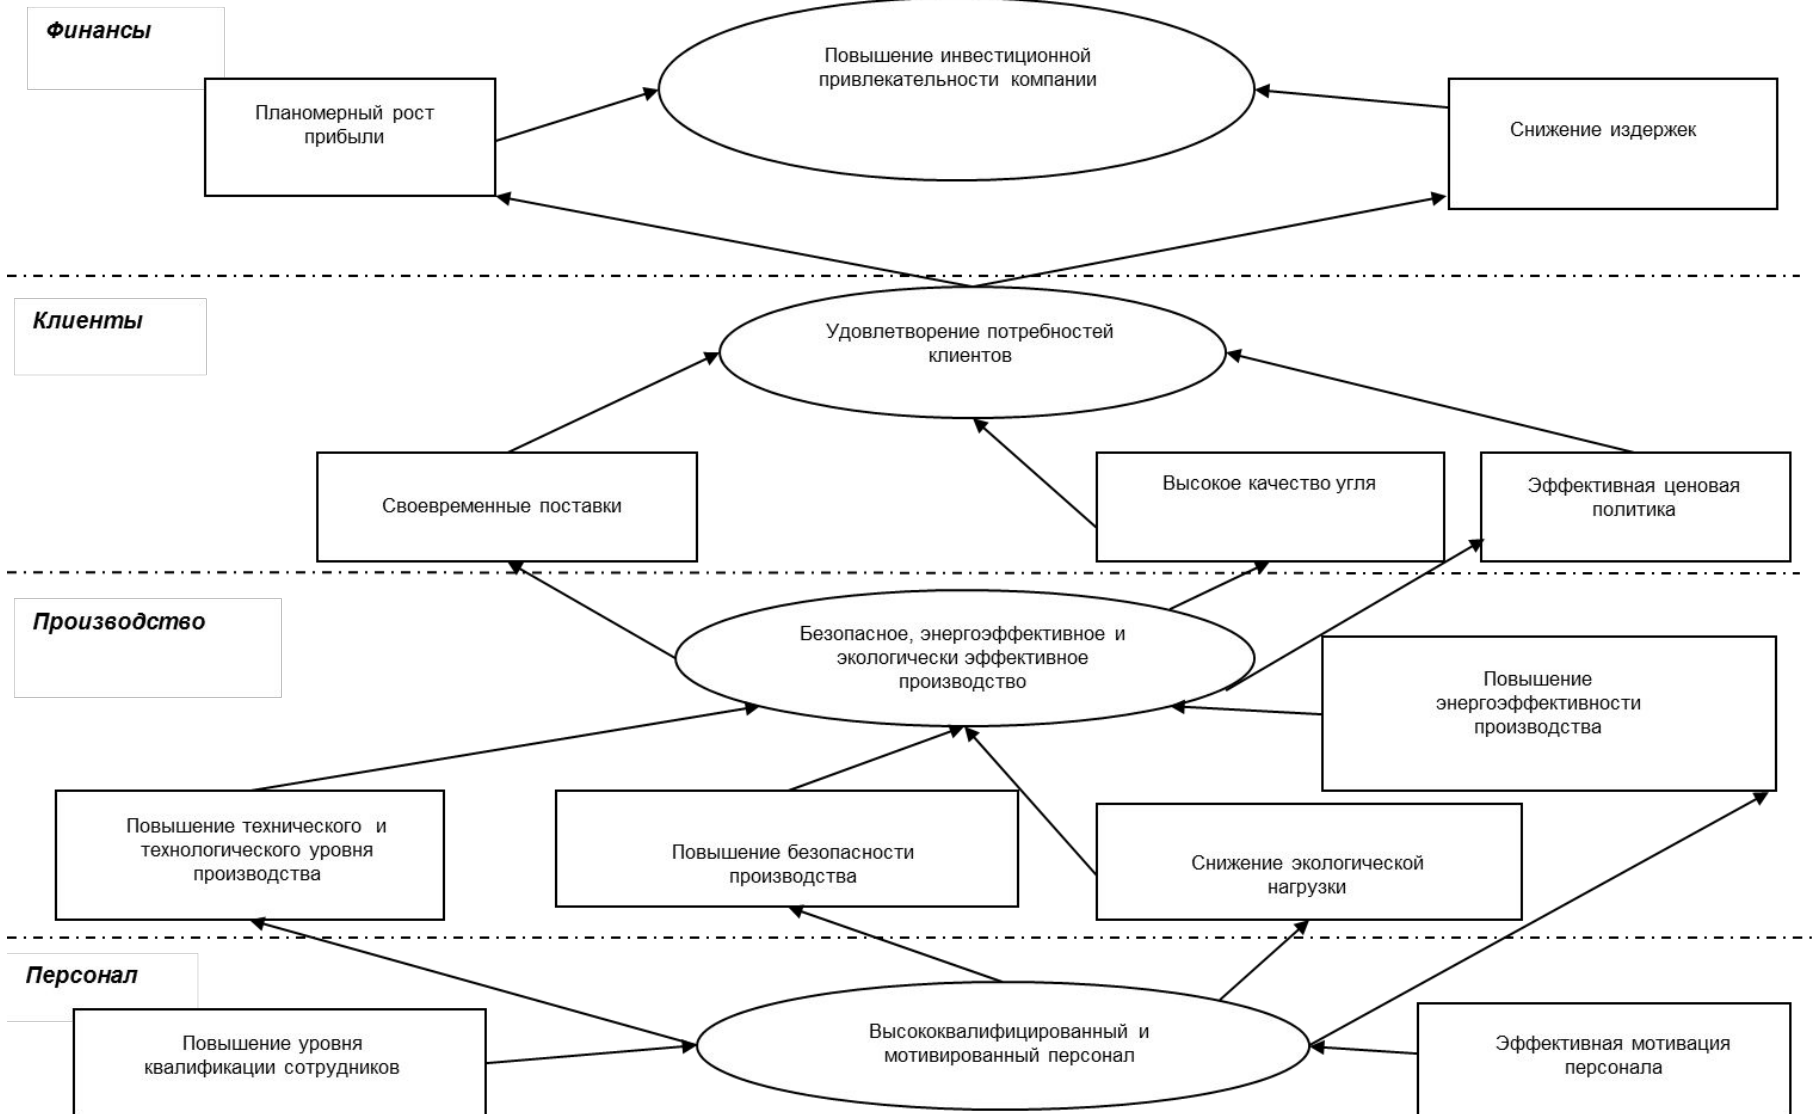 Финансы
Повышение инвестиционной
привлекательности компании
Планомерный рост
прибыли
Снижение издержек
Клиенты
Удовлетворение потребностей
клиентов
Своевременные поставки
Высокое качество угля
Эффективная ценовая
политика
Производство
Безопасное, энергоэффективное и
экологически эффективное
производство
Повышение
энергоэффективности
производства
Повышение технического и
технологического уровня
производства
Повышение безопасности
производства
Снижение экологической
нагрузки
Персонал
Повышение уровня
квалификации сотрудников
Высококвалифицированный и
мотивированный персонал
Эффективная мотивация
персонала